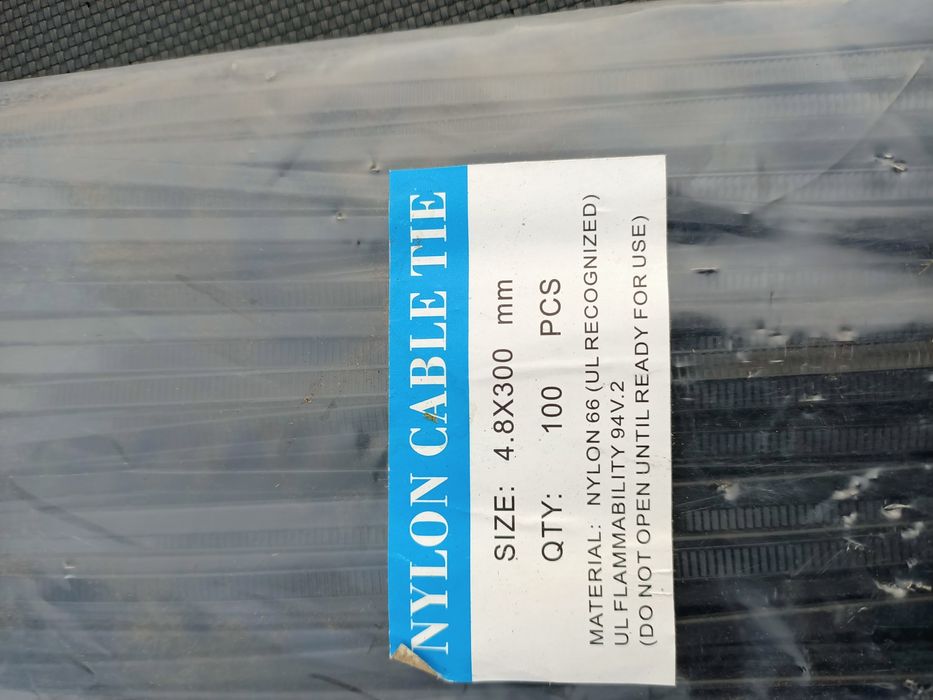 NYLON CABLE TIE
SIZE: 4.8X300 mm
QTY: 100 PCS
MATERIAL: NYLON 66 (UL RECOGNIZED)
UL FLAMMABILITY 94V.2
(DO NOT OPEN UNTIL READY FOR USE)